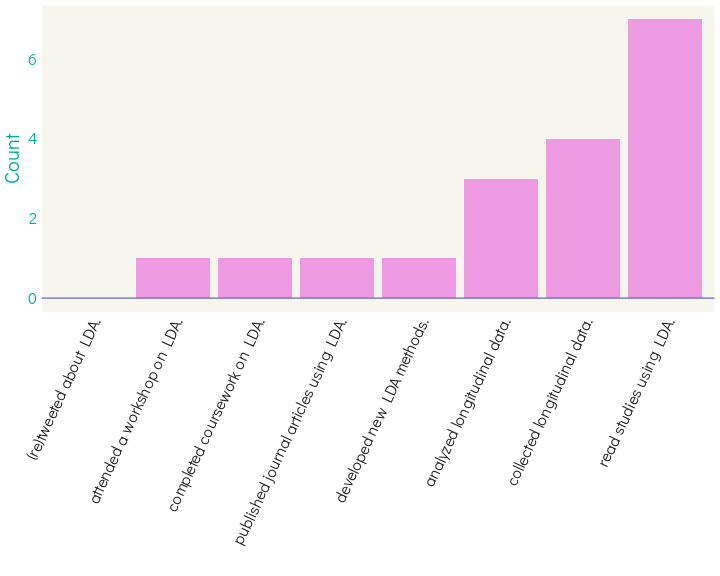 Count
6
4
2
0
(re)tweeted about LDA.
attended a workshop on LDA.
completed coursework on LDA.
published journal articles using LDA.
developed new LDA methods.
analyzed longitudinal data.
collected longitudinal data.
read studies using LDA.